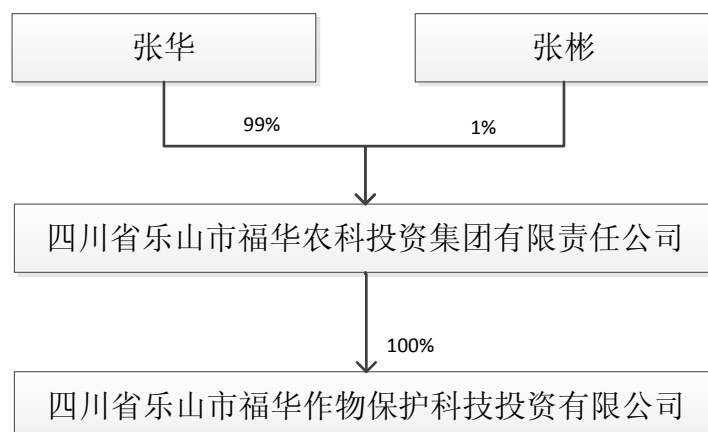 张华
张彬
99%
1%
四川省乐山市福华农科投资集团有限责任公司
100%
四川省乐山市福华作物保护科技投资有限公司